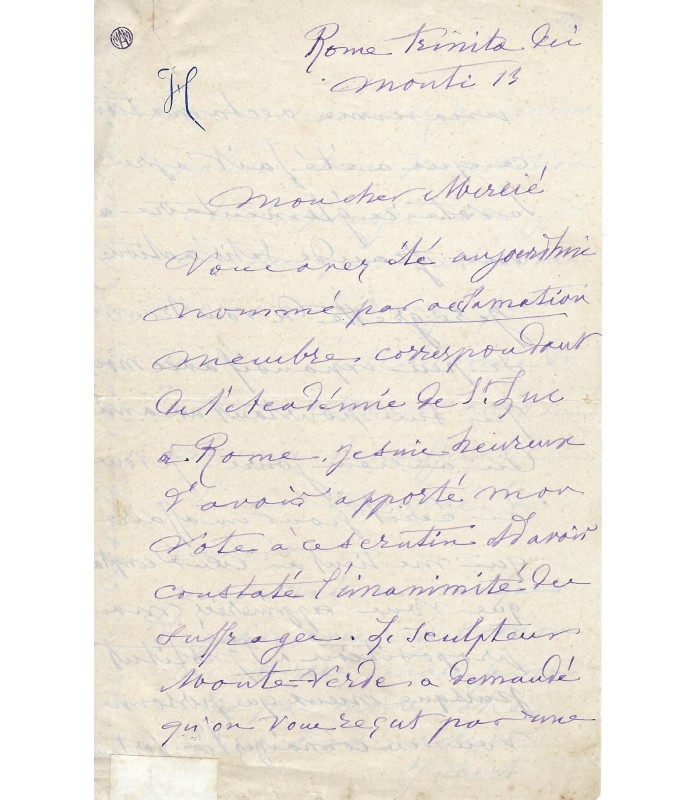 Rome Trinita dei
Monti 13
H
Mon cher Mercié
Vous avez été aujourd'hui
nommé par acclamation
membre correspondant
de l'Académie de St Luc
à Rome. Je suis heureux
d'avoir apporté mon
vote a ce scrutin et d'avoir
constaté l'unanimité des
suffrages. Le sculpteur
Monte-Verde a demandé
qu'on vous reçut par une